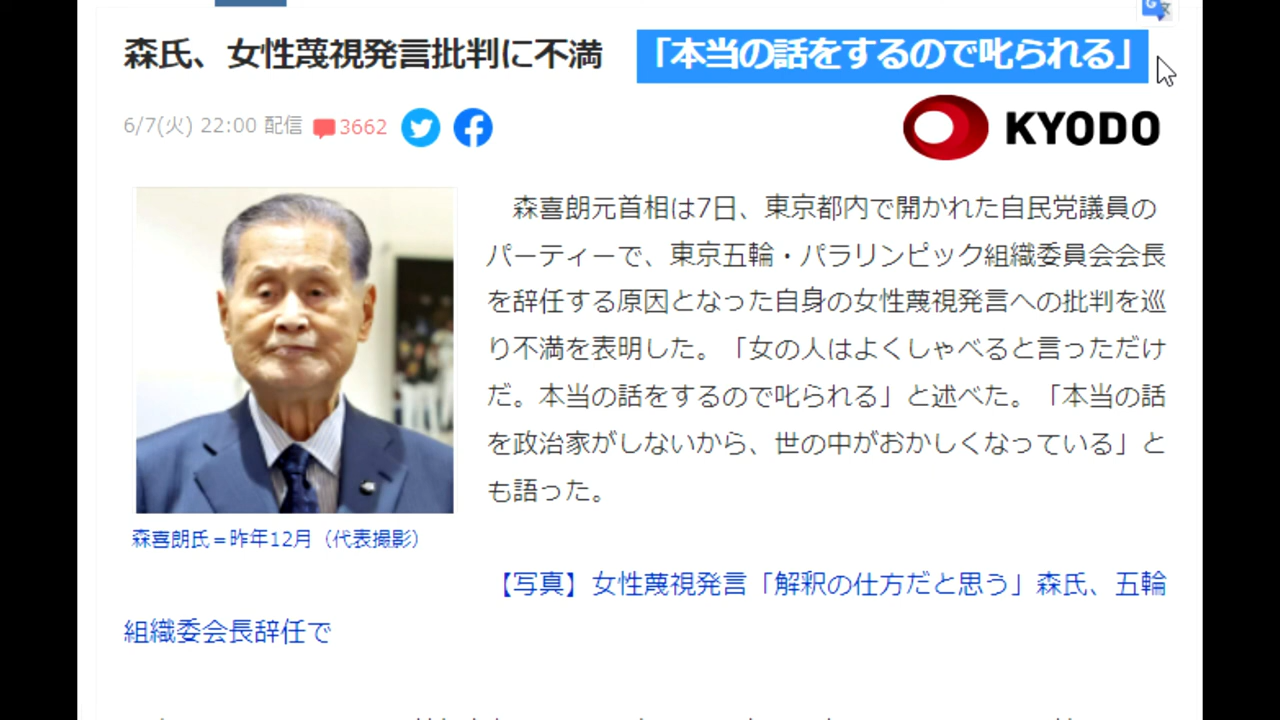 森氏、女性蔑視発言批判に不満 「本当の話をするので叱られる」
6/7(火) 22:00 配信 3662
KYODO
森喜朗元首相は7日、東京都内で開かれた自民党議員の
パーティーで、東京五輪・パラリンピック組織委員会会長
を辞任する原因となった自身の女性蔑視発言への批判を巡
り不満を表明した。「女の人はよくしゃべると言っただけ
だ。本当の話をするので叱られる」と述べた。「本当の話
を政治家がしないから、世の中がおかしくなっている」と
も語った。
森喜朗氏＝昨年12月（代表撮影）
【写真】女性蔑視発言「解釈の仕方だと思う」森氏、五輪
組織委会長辞任で